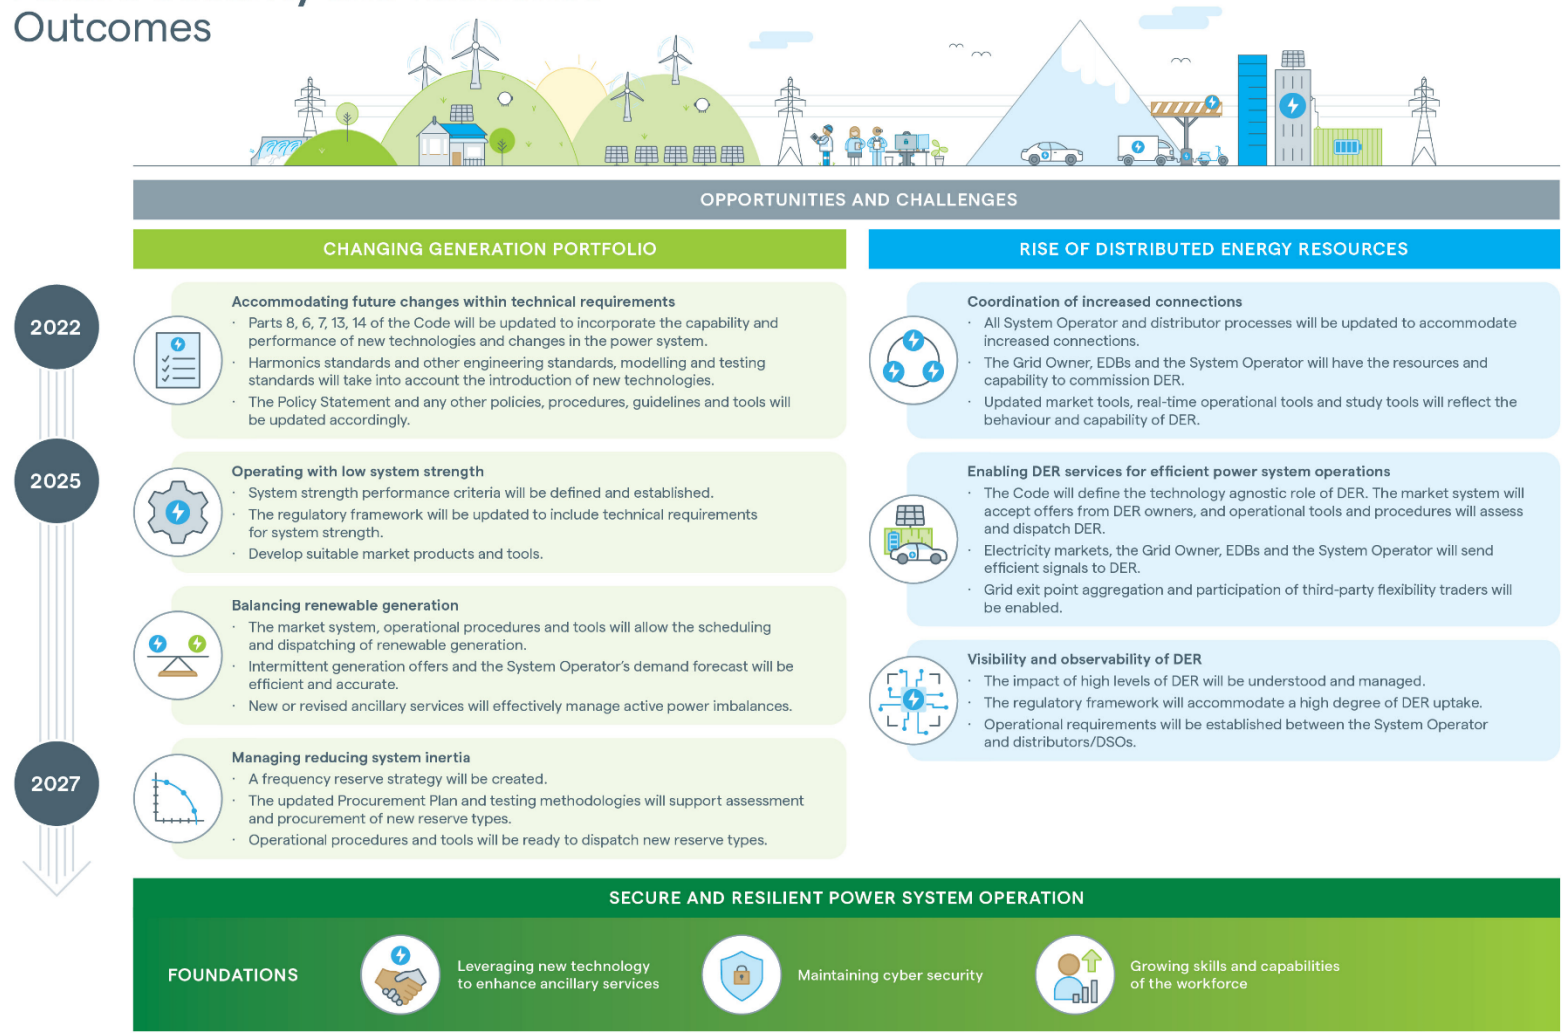 Outcomes
OPPORTUNITIES AND CHALLENGES
CHANGING GENERATION PORTFOLIO
2022
2025
2027
Accommodating future changes within technical requirements
· Parts 8, 6, 7, 13, 14 of the Code will be updated to incorporate the capability and
performance of new technologies and changes in the power system.
· Harmonics standards and other engineering standards, modelling and testing
standards will take into account the introduction of new technologies.
· The Policy Statement and any other policies, procedures, guidelines and tools will
be updated accordingly.
Operating with low system strength
· System strength performance criteria will be defined and established.
· The regulatory framework will be updated to include technical requirements
for system strength.
· Develop suitable market products and tools.
Balancing renewable generation
· The market system, operational procedures and tools will allow the scheduling
and dispatching of renewable generation.
· Intermittent generation offers and the System Operator’s demand forecast will be
efficient and accurate.
· New or revised ancillary services will effectively manage active power imbalances.
Managing reducing system inertia
· A frequency reserve strategy will be created.
· The updated Procurement Plan and testing methodologies will support assessment
and procurement of new reserve types.
· Operational procedures and tools will be ready to dispatch new reserve types.
RISE OF DISTRIBUTED ENERGY RESOURCES
Coordination of increased connections
· All System Operator and distributor processes will be updated to accommodate
increased connections.
· The Grid Owner, EDBs and the System Operator will have the resources and
capability to commission DER.
· Updated market tools, real-time operational tools and study tools will reflect the
behaviour and capability of DER.
Enabling DER services for efficient power system operations
· The Code will define the technology agnostic role of DER. The market system will
accept offers from DER owners, and operational tools and procedures will assess
and dispatch DER.
· Electricity markets, the Grid Owner, EDBs and the System Operator will send
efficient signals to DER.
· Grid exit point aggregation and participation of third-party flexibility traders will
be enabled.
Visibility and observability of DER
· The impact of high levels of DER will be understood and managed.
· The regulatory framework will accommodate a high degree of DER uptake.
· Operational requirements will be established between the System Operator
and distributors/DSOs.
SECURE AND RESILIENT POWER SYSTEM OPERATION
FOUNDATIONS
Leveraging new technology
to enhance ancillary services
Maintaining cyber security
Growing skills and capabilities
of the workforce